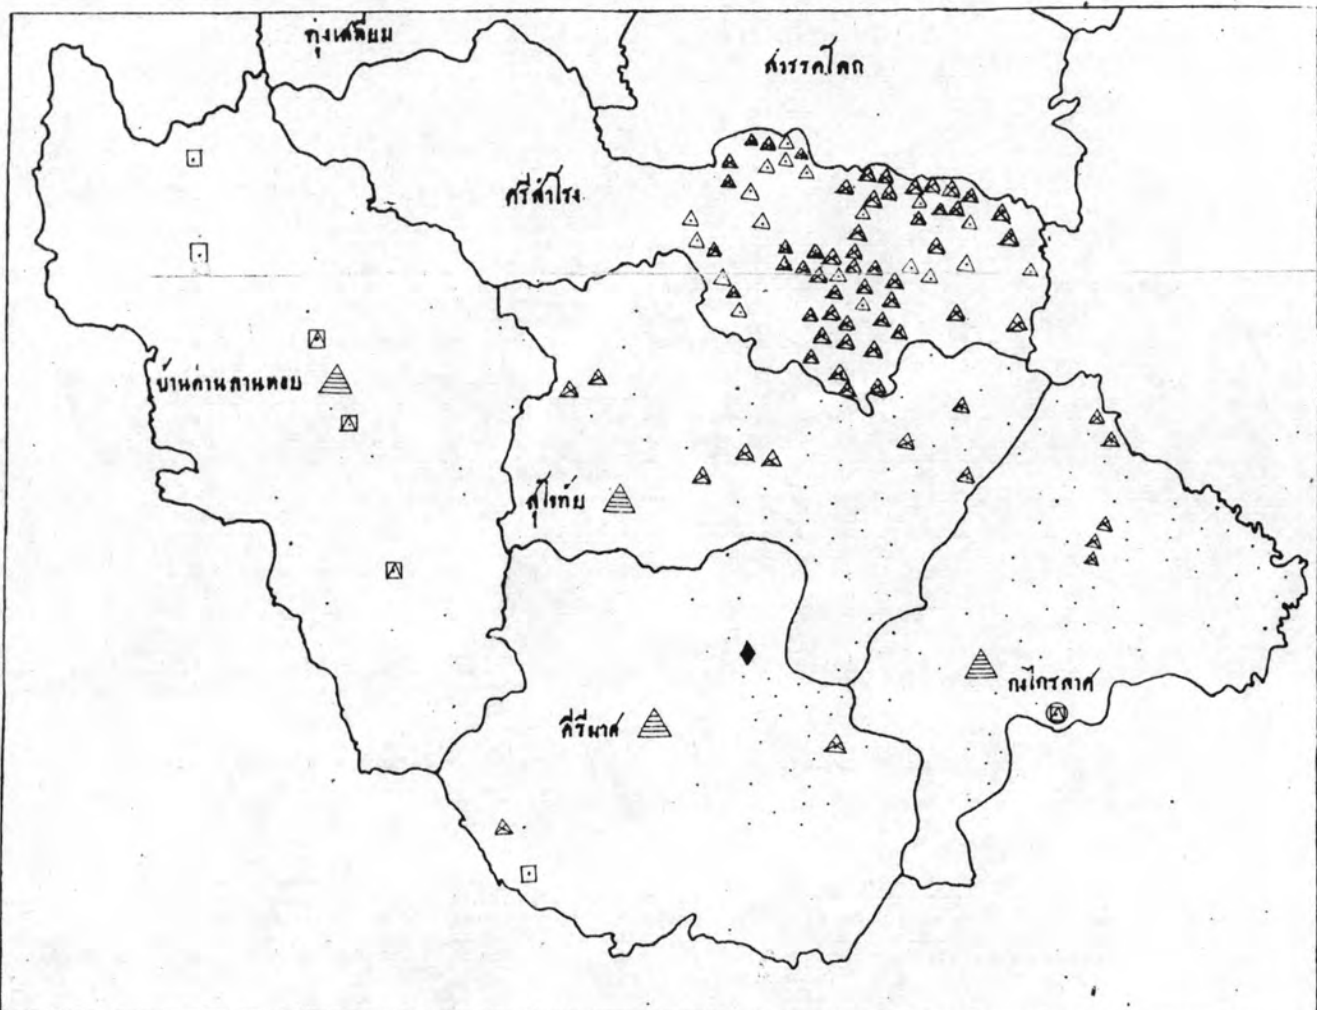 ทุ่งเสลี่ยม
สวรรคโลก
ศรีสำโรง
บ้านด่านลานหอย
สุโขทัย
กงไกรลาศ
คีรีมาศ